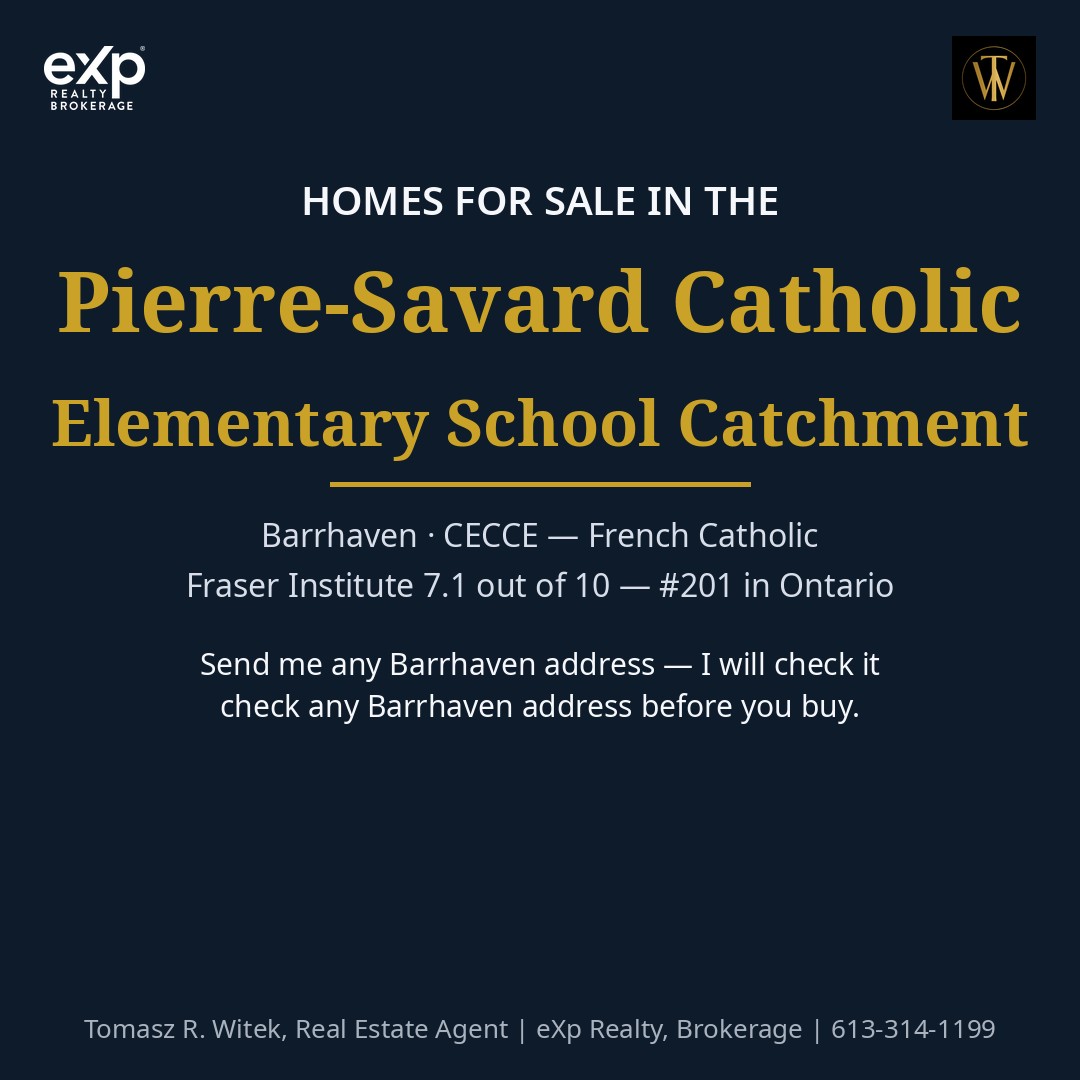 exp®
REALTY
BROKERAGE
TW
HOMES FOR SALE IN THE
Pierre-Savard Catholic
Elementary School Catchment
Barrhaven · CECCE — French Catholic
Fraser Institute 7.1 out of 10 — #201 in Ontario
Send me any Barrhaven address — I will check it
check any Barrhaven address before you buy.
Tomasz R. Witek, Real Estate Agent | eXp Realty, Brokerage | 613-314-1199